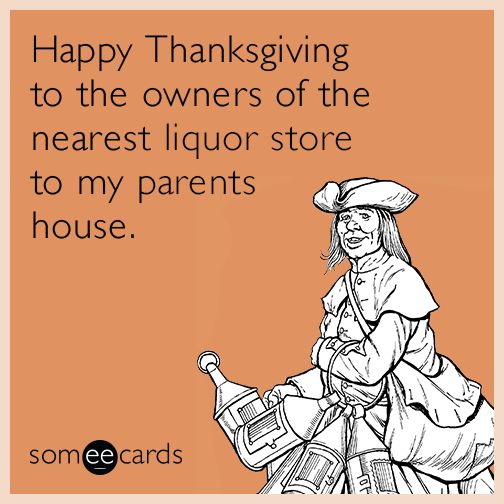 Happy Thanksgiving
to the owners of the
nearest liquor store
to my parents
house.
someecards